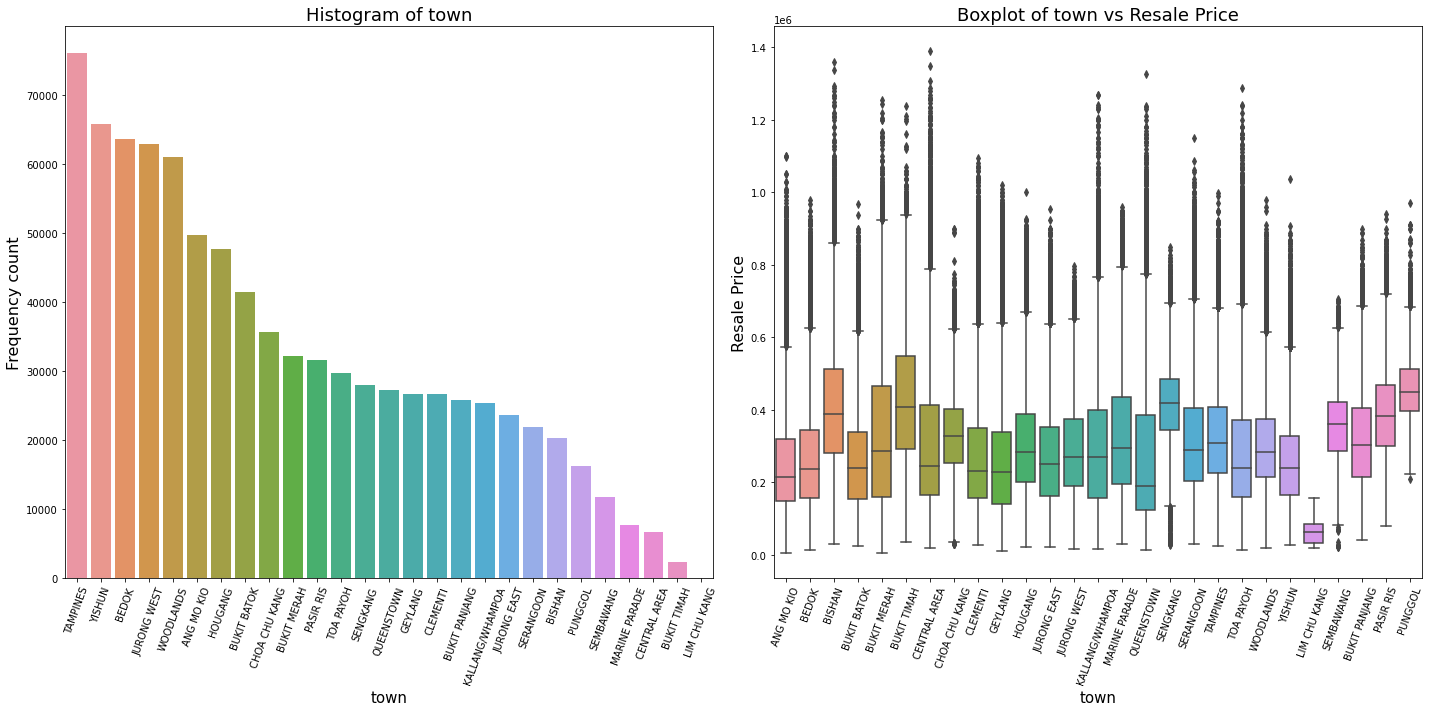 Histogram of town
Frequency count
70000
60000
50000
40000
30000
20000
10000
0
TAMPINES
YISHUN
BEDOK
JURONG WEST
WOODLANDS
ANG MO KIO
HOUGANG
BUKIT BATOK
CHOA CHU KANG
BUKIT MERAH
PASIR RIS
TOA PAYOH
SENGKANG
QUEENSTOWN
GEYLANG
CLEMENTI
BUKIT PANJANG
KALLANG/WHAMPOA
JURONG EAST
SERANGOON
BISHAN
PUNGGOL
SEMBAWANG
MARINE PARADE
CENTRAL AREA
BUKIT TIMAH
LIM CHU KANG
town
Boxplot of town vs Resale Price
1e6
Resale Price
1.4
1.2
1.0
0.8
0.6
0.4
0.2
0.0
ANG MO KIO
BEDOK
BISHAN
BUKIT BATOK
BUKIT MERAH
BUKIT TIMAH
CENTRAL AREA
CHOA CHU KANG
CLEMENTI
GEYLANG
HOUGANG
JURONG EAST
JURONG WEST
KALLANG/WHAMPOA
MARINE PARADE
QUEENSTOWN
SENGKANG
SERANGOON
TAMPINES
TOA PAYOH
WOODLANDS
YISHUN
LIM CHU KANG
SEMBAWANG
BUKIT PANJANG
PASIR RIS
PUNGGOL
town